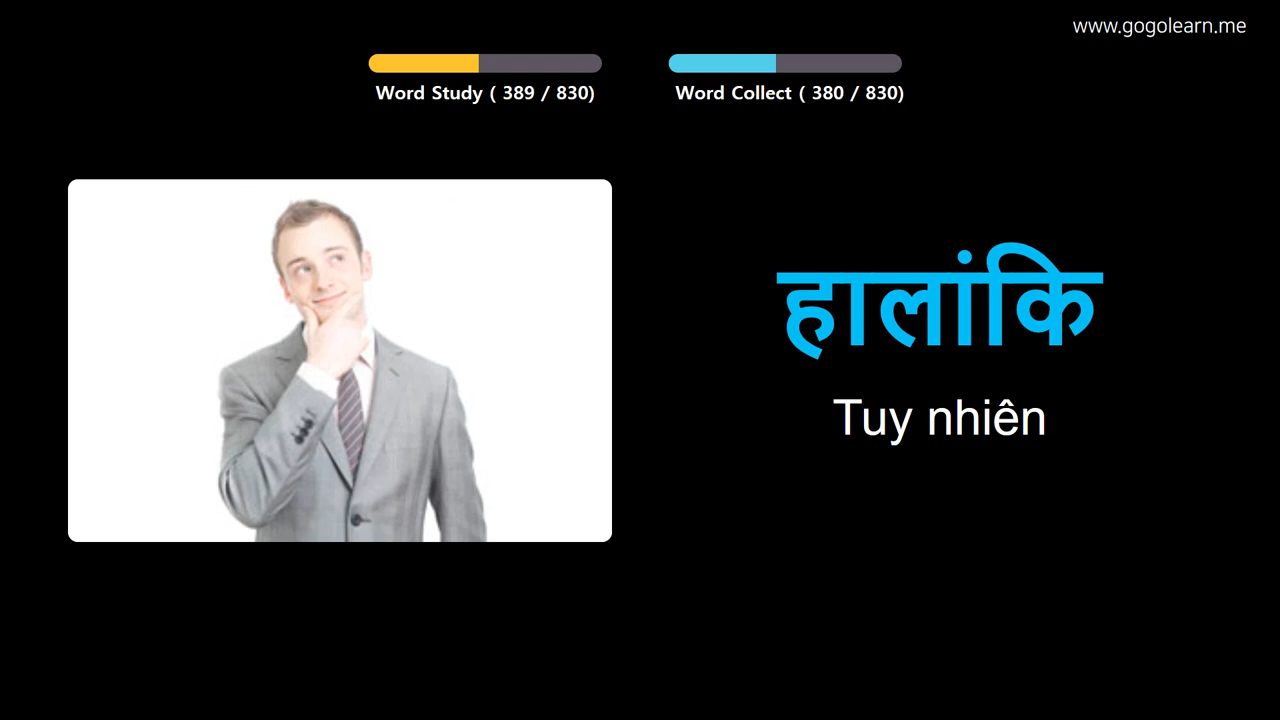 www.gogolearn.me
Word Study ( 389 / 830)
Word Collect ( 380 / 830)
हालांकि
Tuy nhiên